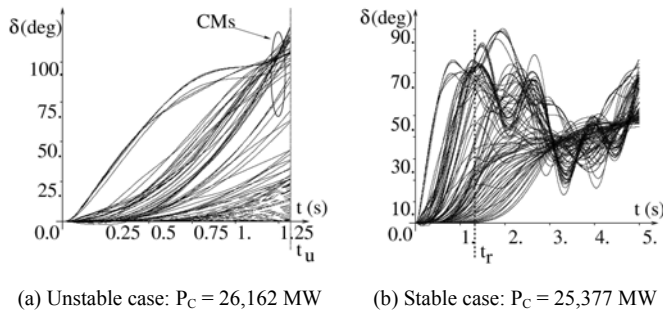 δ(deg)
CMs
100.
75
50
25
0.0
0.25
0.5
0.75
1.
1.25
t (s)
t u
δ(deg)
90.
70
50
30
10.
0.0
1.
2.
3.
4.
5.
t (s)
t r
(a) Unstable case: PC = 26,162 MW
(b) Stable case: PC = 25,377 MW